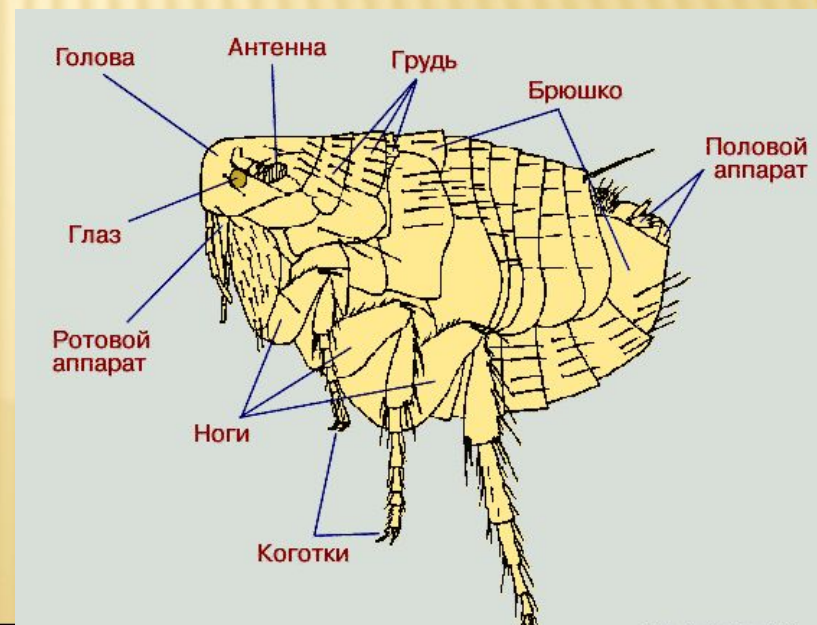 Голова
Антенна
Грудь
Брюшко
Половой
аппарат
Глаз
Ротовой
аппарат
Ноги
Коготки